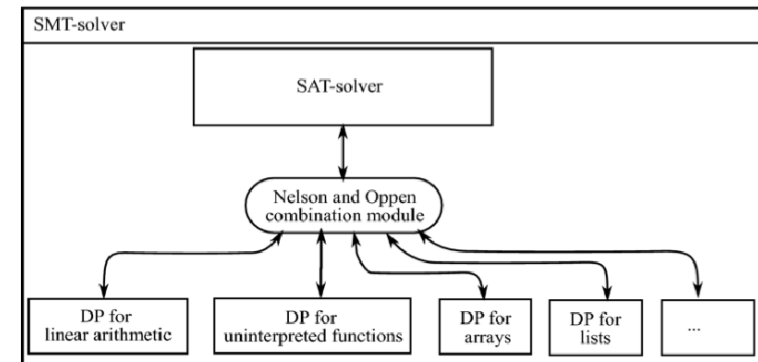 SMT-solver
SAT-solver
Nelson and Oppen
combination module
DP for
linear arithmetic
DP for
uninterpreted functions
DP for
arrays
DP for
lists
...